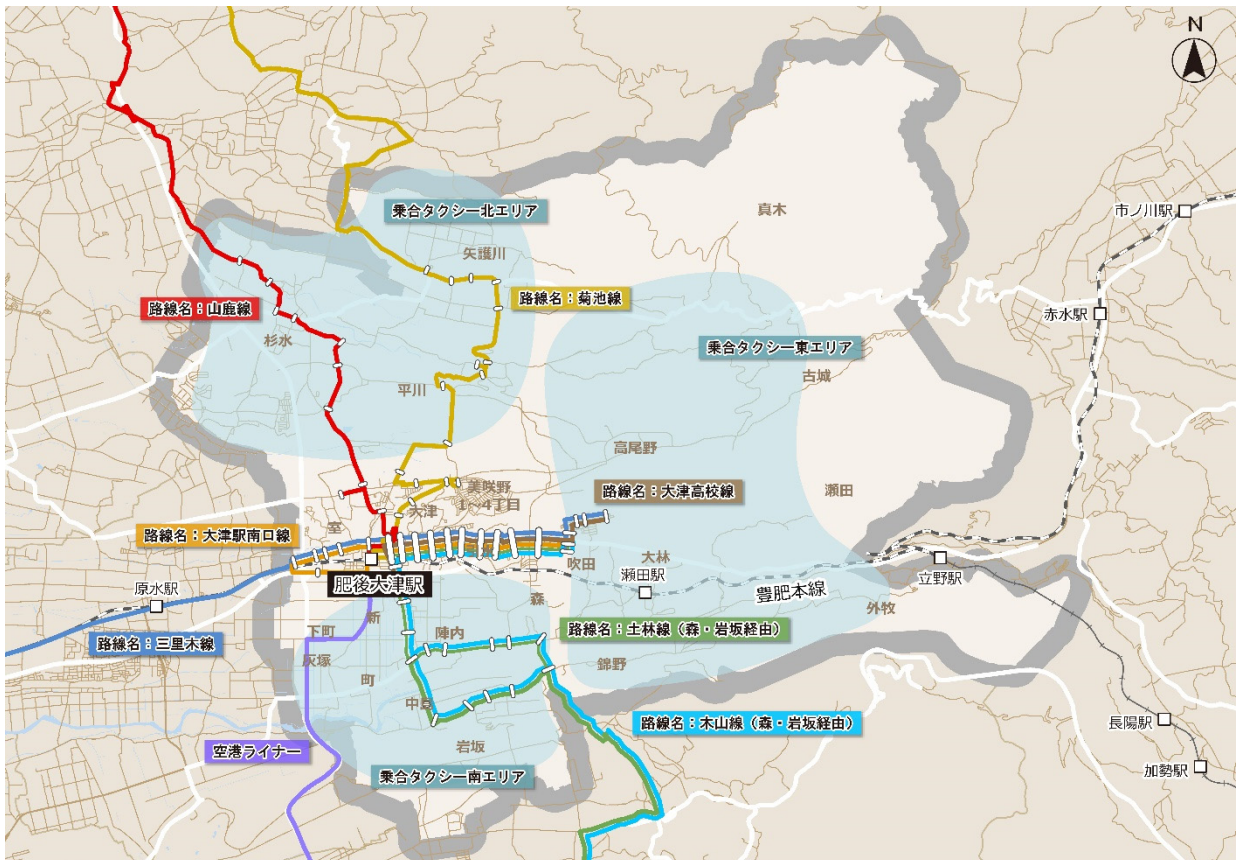 N
乗合タクシー北エリア
真木
市ノ川駅
矢護川
路線名：山鹿線
路線名：菊池線
赤水駅
杉水
乗合タクシー東エリア
平川
古城
高尾野
路線名：大津高校線
瀬田
美咲野
1～4丁目
大津
室
路線名：大津駅南口線
引水
吹田
大林
肥後大津駅
瀬田駅
豊肥本線
立野駅
原水駅
外牧
森
新
下町
陣内
路線名：土林線（森・岩坂経由）
路線名：三里木線
灰塚
錦野
町
中島
路線名：木山線（森・岩坂経由）
長陽駅
空港ライナー
岩坂
加勢駅
乗合タクシー南エリア